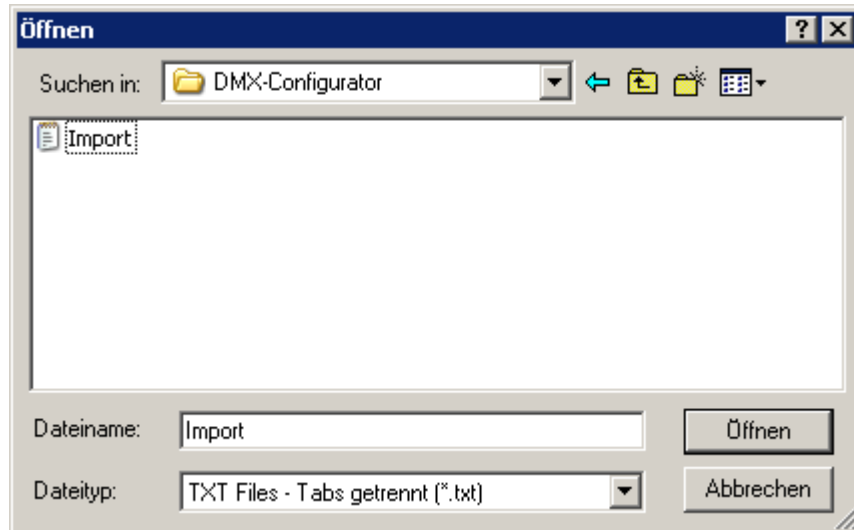 Öffnen
Suchen in: DMX-Configurator
Import
Dateiname: Import Öffnen
Dateityp: TXT Files - Tabs getrennt (*.txt) Abbrechen